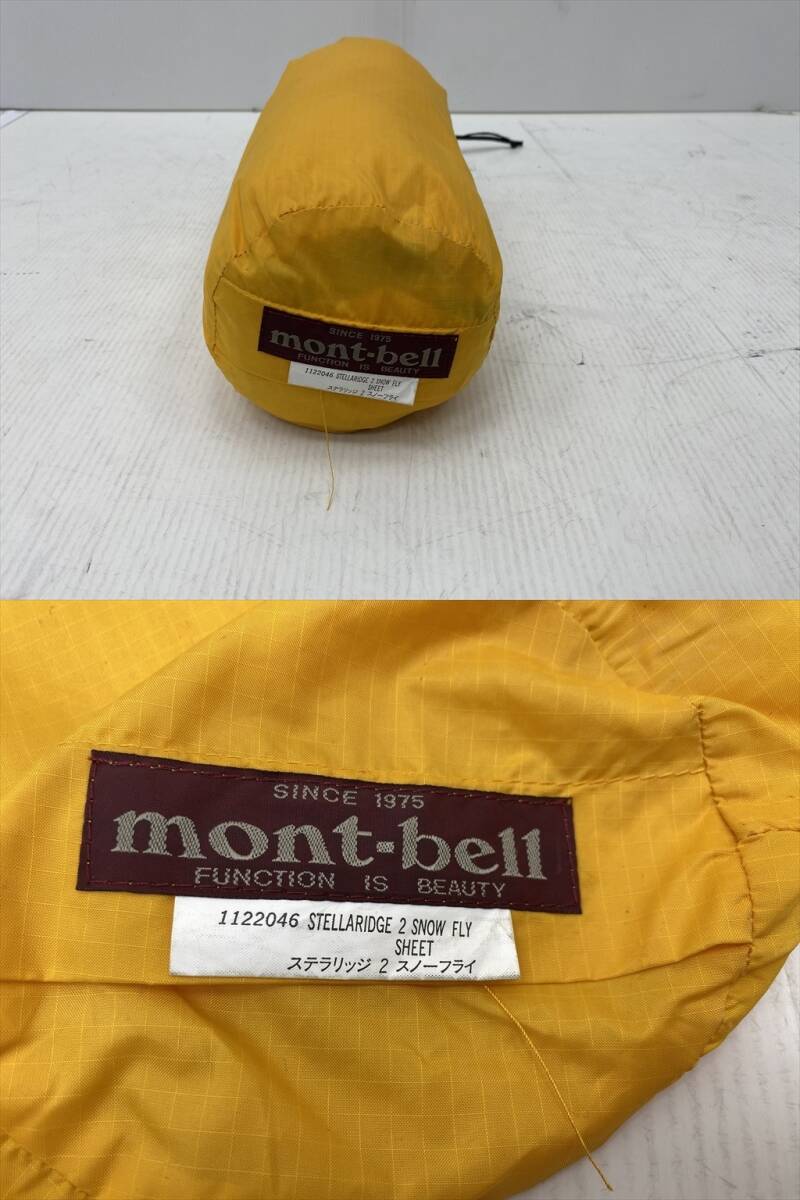 SINCE 1975
mont-bell
FUNCTION IS BEAUTY
1122046 STELLARIDGE 2 SNOW FLY
SHEET
ステラリッジ 2 スノーフライ
SINCE 1975
mont-bell
FUNCTION IS BEAUTY
1122046 STELLARIDGE 2 SNOW FLY
SHEET
ステラリッジ 2 スノーフライ